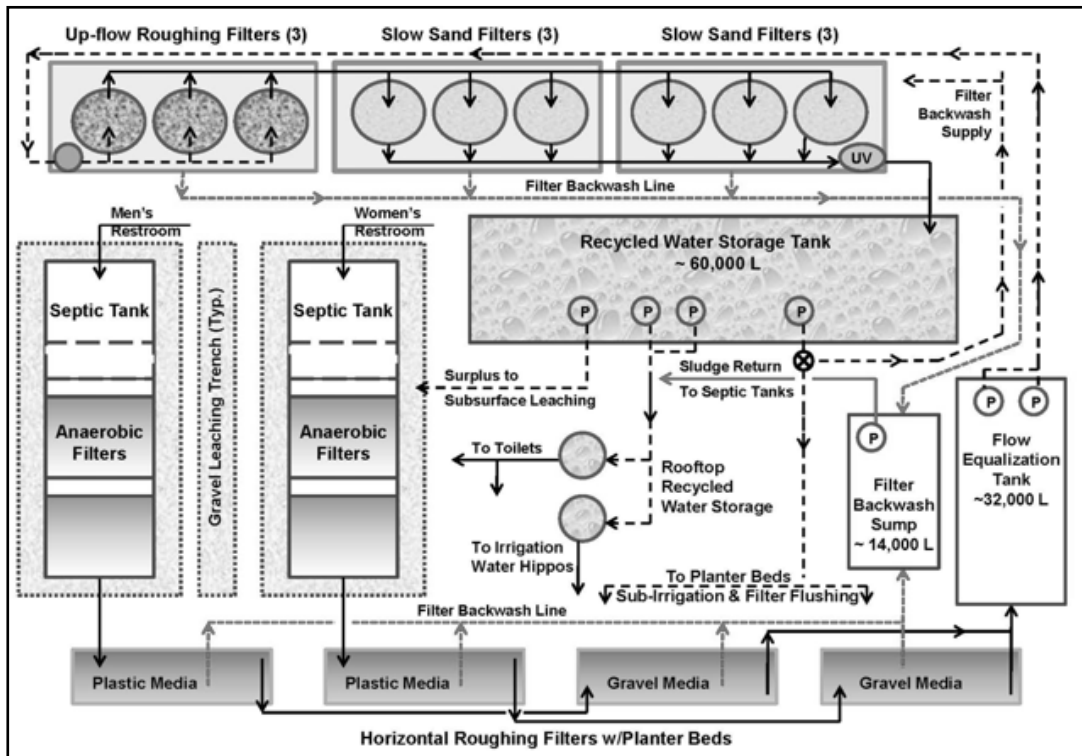 Up-flow Roughing Filters (3)
Slow Sand Filters (3)
Slow Sand Filters (3)
Filter
Backwash
Supply
UV
Filter Backwash Line
Men's
Restroom
Women's
Restroom
Recycled Water Storage Tank
~ 60,000 L
P
P
P
P
Septic Tank
Gravel Leaching Trench (Typ.)
Septic Tank
Surplus to
Subsurface Leaching
Sludge Return
To Septic Tanks
P
P
P
Anaerobic
Filters
Anaerobic
Filters
To Toilets
Rooftop
Recycled
Water Storage
Filter
Backwash
Sump
~ 14,000 L
Flow
Equalization
Tank
~32,000 L
To Irrigation
Water Hippos
To Planter Beds
Sub-Irrigation & Filter Flushing
Filter Backwash Line
Plastic Media
Plastic Media
Gravel Media
Gravel Media
Horizontal Roughing Filters w/Planter Beds